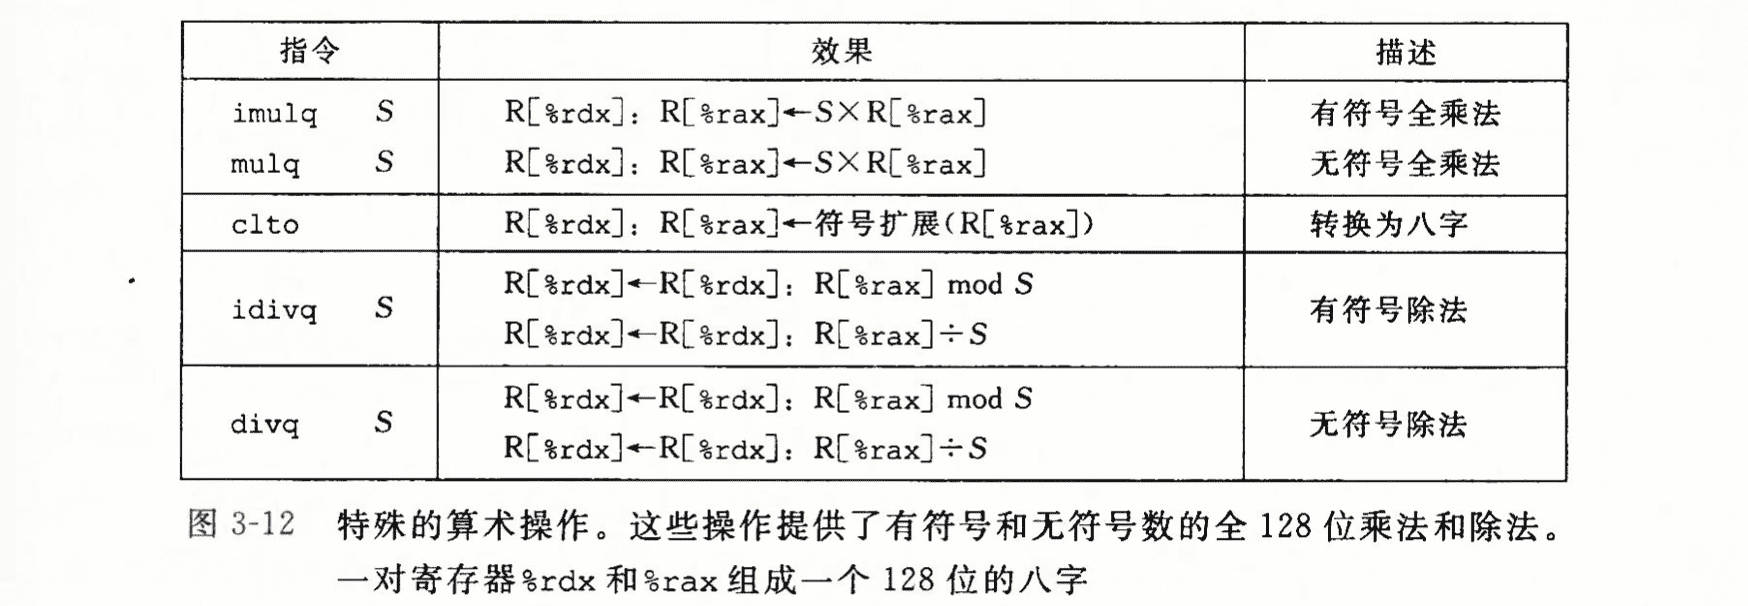 指令 效果 描述
imulq S R[%rdx]: R[%rax]←S×R[%rax] 有符号全乘法
mulq S R[%rdx]: R[%rax]←S×R[%rax] 无符号全乘法
clto R[%rdx]: R[%rax]←符号扩展(R[%rax]) 转换为八字
idivq S R[%rdx]←R[%rdx]: R[%rax] mod S 有符号除法
R[%rdx]←R[%rdx]: R[%rax]÷S
divq S R[%rdx]←R[%rdx]: R[%rax] mod S 无符号除法
R[%rdx]←R[%rdx]: R[%rax]÷S
图 3-12 特殊的算术操作。这些操作提供了有符号和无符号数的全 128 位乘法和除法。
一对寄存器%rdx 和%rax 组成一个 128 位的八字